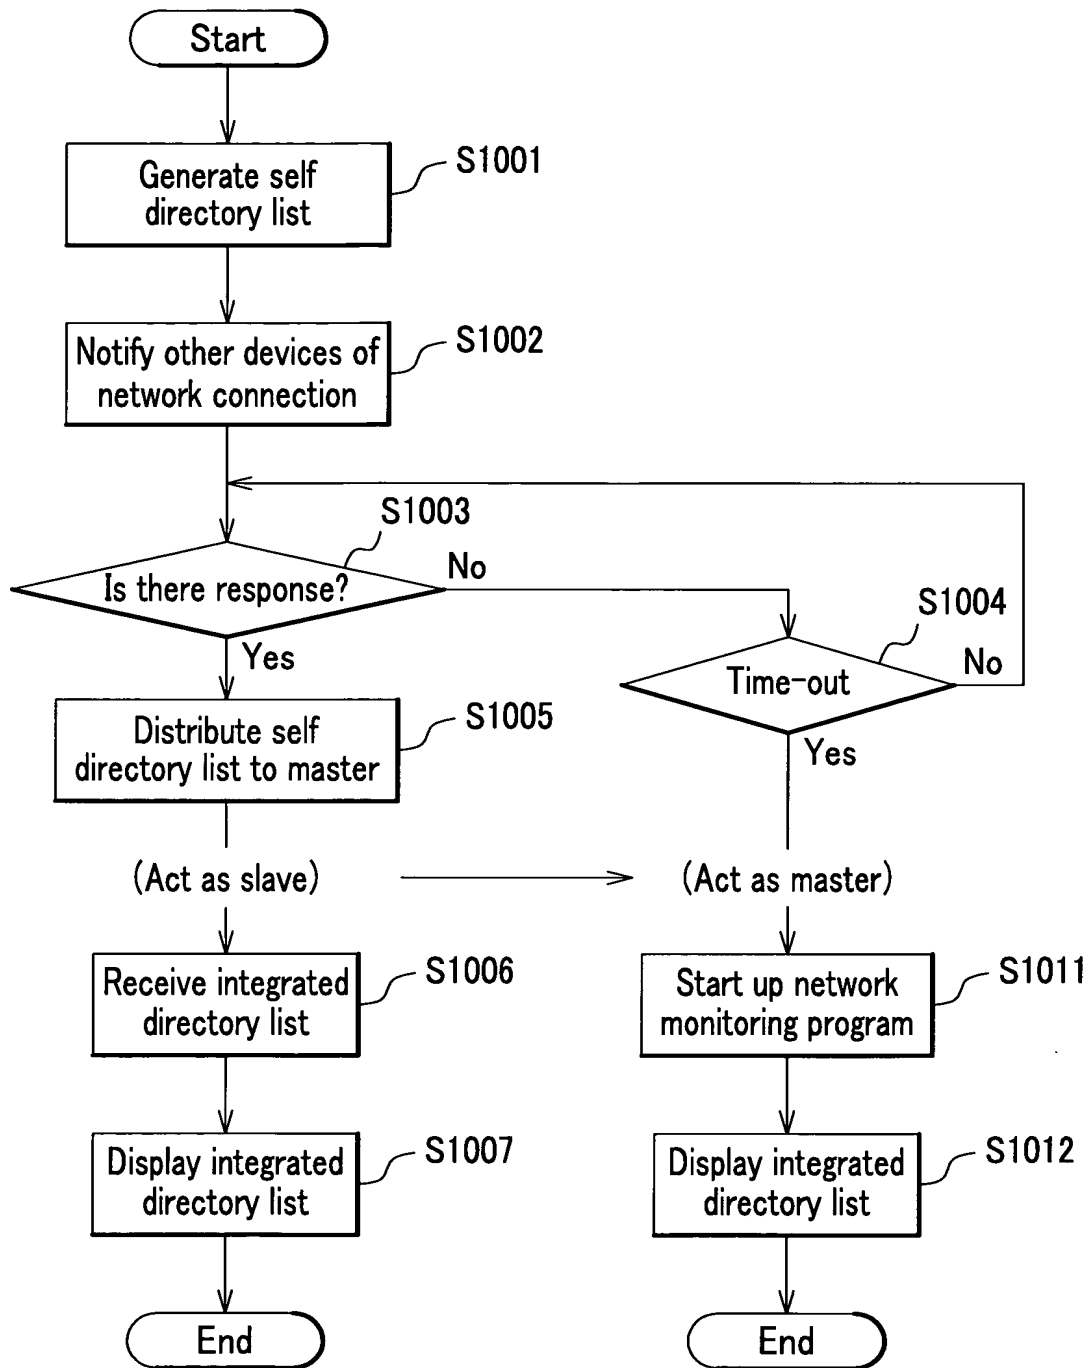 Start
Generate self
directory list
S1001
Notify other devices of
network connection
S1002
S1003
Is there response?
No
Yes
S1004
Time-out
No
Yes
Distribute self
directory list to master
S1005
(Act as slave)
(Act as master)
Receive integrated
directory list
S1006
Start up network
monitoring program
S1011
Display integrated
directory list
S1007
Display integrated
directory list
S1012
End
End